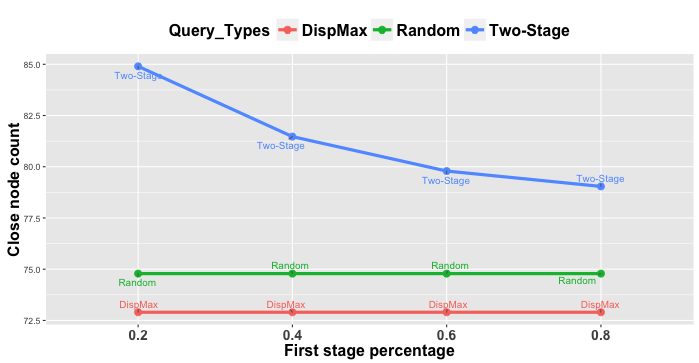 Query_Types DispMax Random Two-Stage
Close node count
85.0
82.5
80.0
77.5
75.0
72.5
Two-Stage
Two-Stage
Two-Stage
Two-Stage
Random
Random
Random
Random
DispMax
DispMax
DispMax
DispMax
0.2 0.4 0.6 0.8
First stage percentage